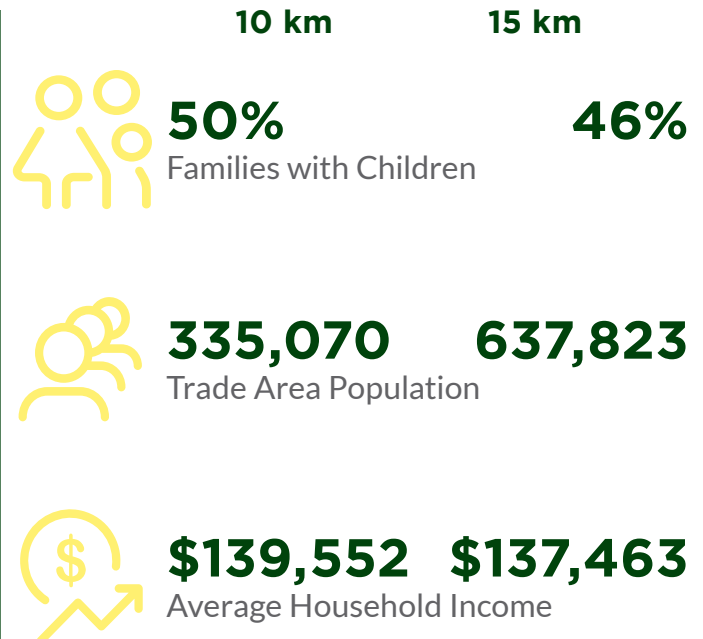 10 km 15 km
50% 46%
Families with Children
335,070 637,823
Trade Area Population
$
$139,552 $137,463
Average Household Income